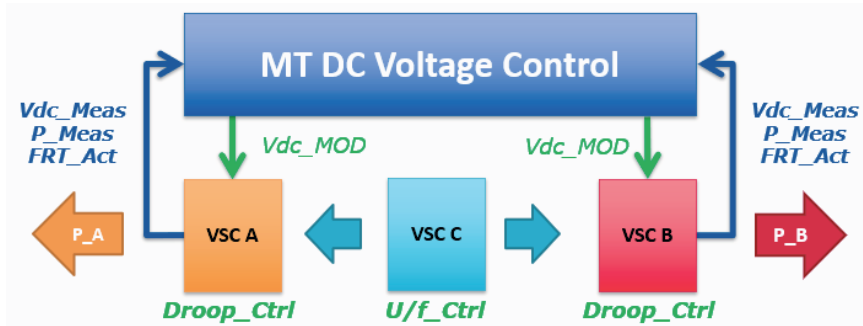 MT DC Voltage Control
Vdc_Meas
P_Meas
FRT_Act
Vdc_MOD
Vdc_MOD
Vdc_Meas
P_Meas
FRT_Act
P_A
VSC A
VSC C
VSC B
P_B
Droop_Ctrl
U/f_Ctrl
Droop_Ctrl